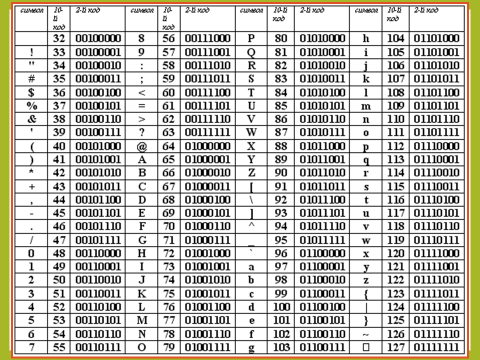 символ 10-ti код 2-ti код символ 10-ti код 2-ti код символ 10-ti код 2-ti код символ 10-ti код 2-ti код
32 00100000 8 56 00111000 P 80 01010000 h 104 01101000
! 33 00100001 9 57 00111001 Q 81 01010001 i 105 01101001
" 34 00100010 : 58 00111010 R 82 01010010 j 106 01101010
# 35 00100011 ; 59 00111011 S 83 01010011 k 107 01101011
$ 36 00100100 < 60 00111100 T 84 01010100 l 108 01101100
% 37 00100101 = 61 00111101 U 85 01010101 m 109 01101101
& 38 00100110 > 62 00111110 V 86 01010110 n 110 01101110
' 39 00100111 ? 63 00111111 W 87 01010111 o 111 01101111
( 40 00101000 @ 64 01000000 X 88 01011000 p 112 01110000
) 41 00101001 A 65 01000001 Y 89 01011001 q 113 01110001
* 42 00101010 B 66 01000010 Z 90 01011010 r 114 01110010
+ 43 00101011 C 67 01000011 [ 91 01011011 s 115 01110011
, 44 00101100 D 68 01000100 \ 92 01011100 t 116 01110100
- 45 00101101 E 69 01000101 ] 93 01011101 u 117 01110101
. 46 00101110 F 70 01000110 ^ 94 01011110 v 118 01110110
/ 47 00101111 G 71 01000111 _ 95 01011111 w 119 01110111
0 48 00110000 H 72 01001000 ` 96 01100000 x 120 01111000
1 49 00110001 I 73 01001001 a 97 01100001 y 121 01111001
2 50 00110010 J 74 01001010 b 98 01100010 z 122 01111010
3 51 00110011 K 75 01001011 c 99 01100011 { 123 01111011
4 52 00110100 L 76 01001100 d 100 01100100 | 124 01111100
5 53 00110101 M 77 01001101 e 101 01100101 } 125 01111101
6 54 00110110 N 78 01001110 f 102 01100110 ~ 126 01111110
7 55 00110111 O 79 01001111 g 103 01100111 □ 127 01111111